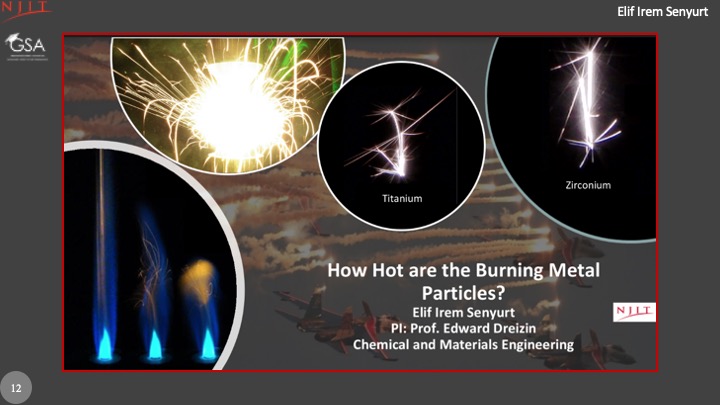 NJIT
Elif Irem Senyurt
GSA
Titanium
Zirconium
How Hot are the Burning Metal
Particles?
Elif Irem Senyurt
PI: Prof. Edward Dreizin
Chemical and Materials Engineering
NJIT
12